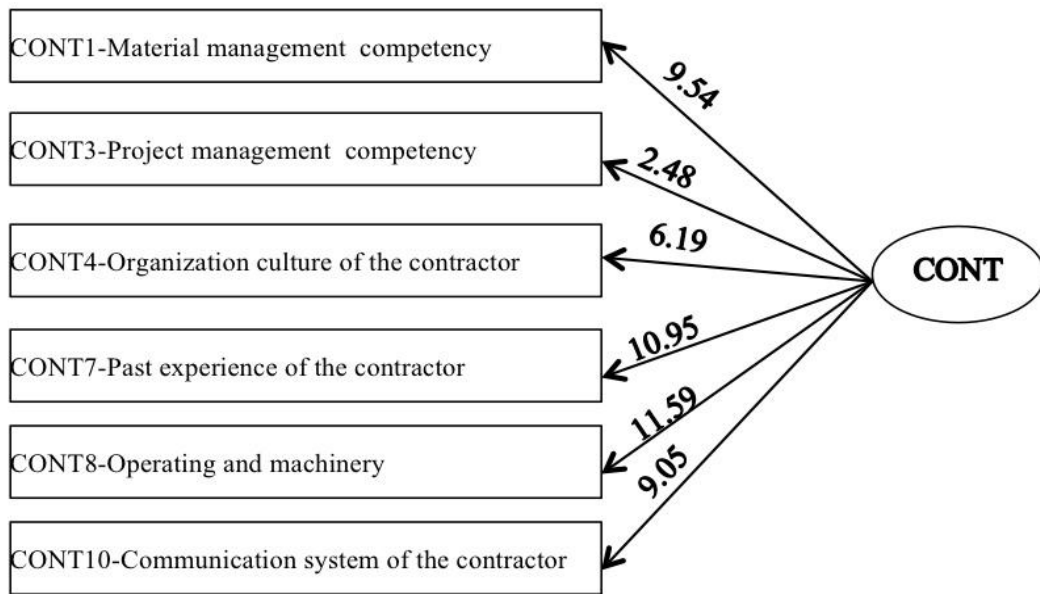 CONT1-Material management competency
9.54
CONT3-Project management competency
2.48
CONT4-Organization culture of the contractor
6.19
CONT
CONT7-Past experience of the contractor
10.95
CONT8-Operating and machinery
11.59
CONT10-Communication system of the contractor
9.05